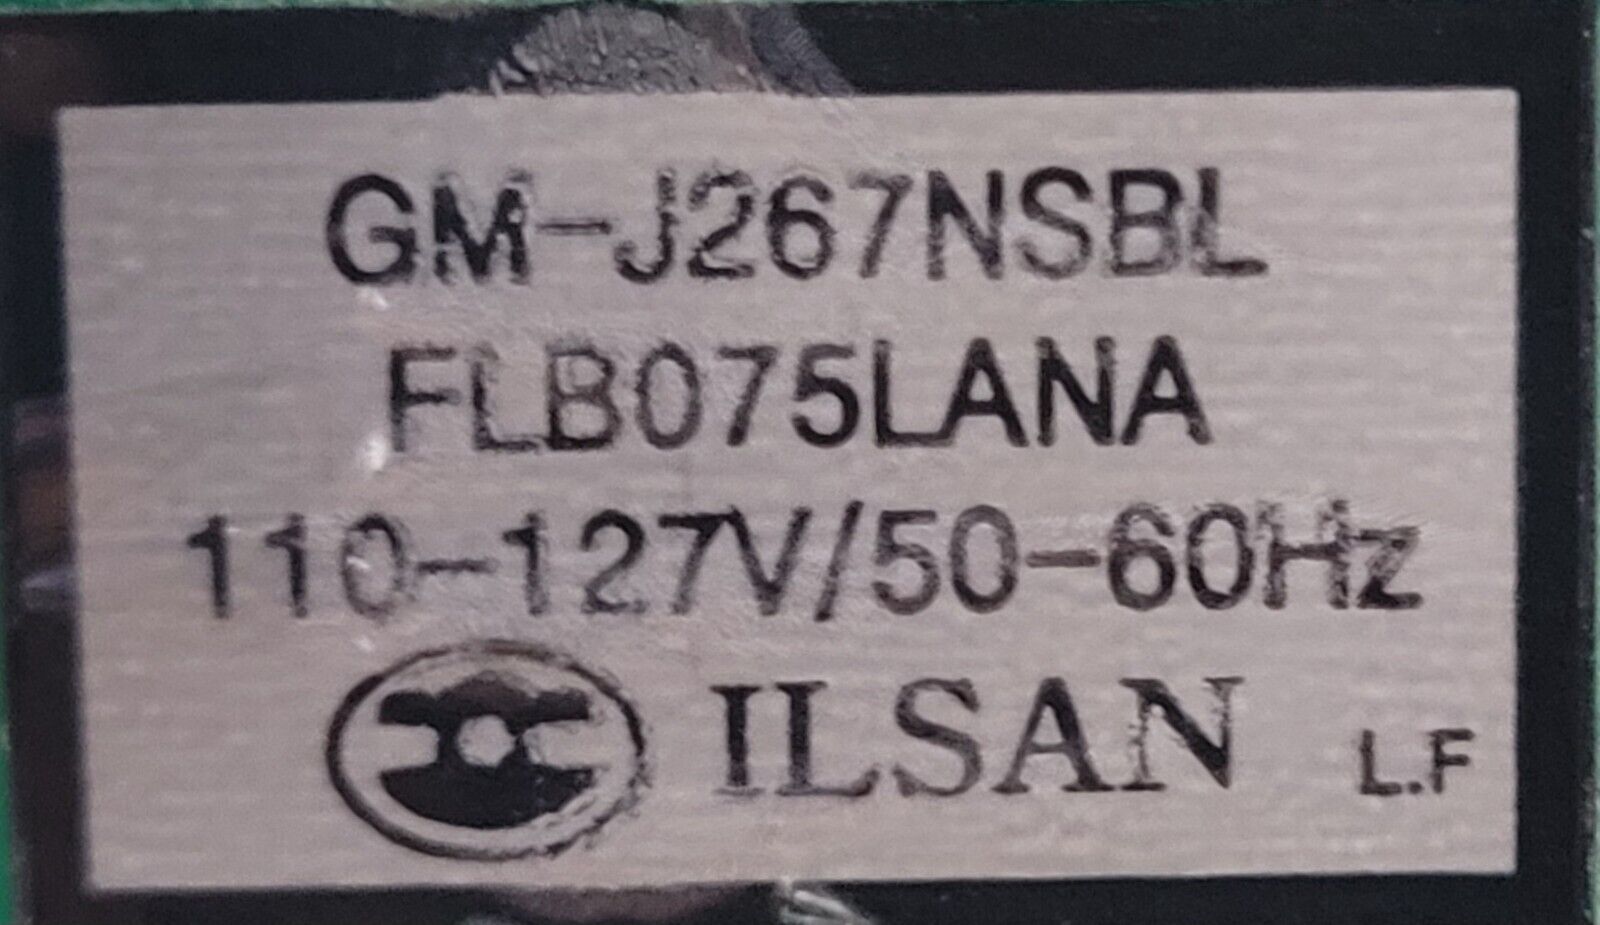 GM-J267NSBL
FLB075LANA
110-127V/50-60Hz
ILSAN L.F